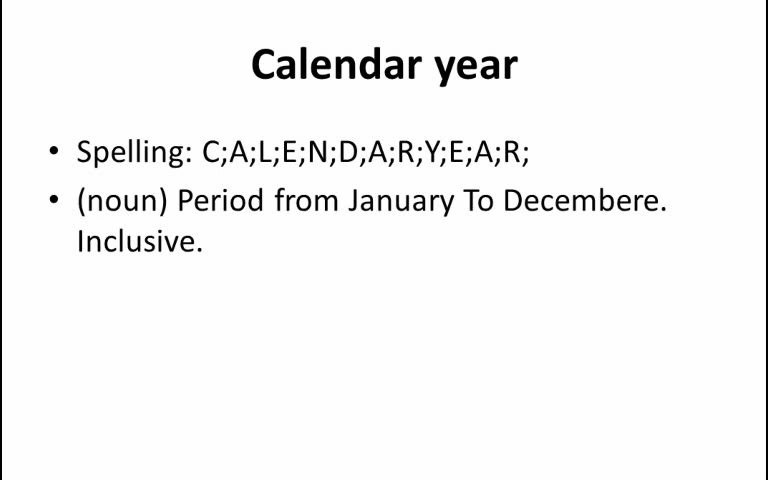 Calendar year
• Spelling: C;A;L;E;N;D;A;R;Y;E;A;R;
• (noun) Period from January To Decembere.
Inclusive.